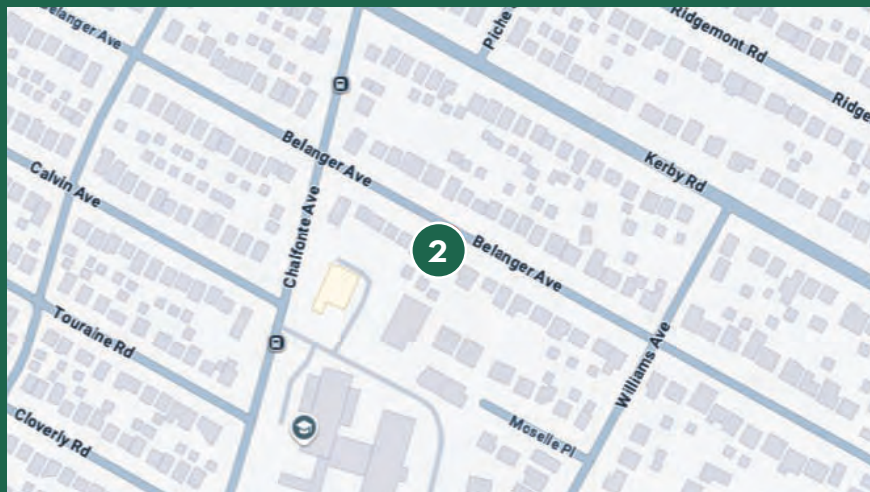 Belanger Ave
Piche
Ridgemont Rd
Ridge
Belanger Ave
Kerby Rd
Calvin Ave
Chalfonte Ave
2
Belanger Ave
Touraine Rd
Williams Ave
Cloverly Rd
Moselle Pl